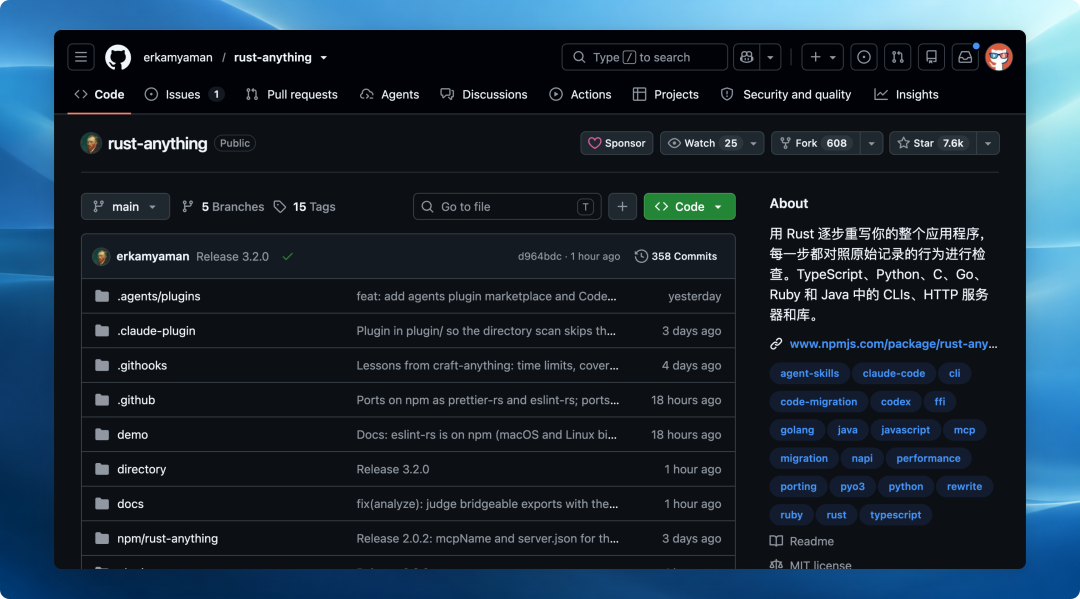 erkamyaman / rust-anything
Type / to search
Code
Issues 1
Pull requests
Agents
Discussions
Actions
Projects
Security and quality
Insights
rust-anything Public
Sponsor
Watch 25
Fork 608
Star 7.6k
main
5 Branches
15 Tags
Go to file T
Code
erkamyaman Release 3.2.0 d964bdc · 1 hour ago 358 Commits
.agents/plugins feat: add agents plugin marketplace and Code... yesterday
.claude-plugin Plugin in plugin/ so the directory scan skips th... 3 days ago
.githooks Lessons from craft-anything: time limits, cover... 4 days ago
.github Ports on npm as prettier-rs and eslint-rs; ports... 18 hours ago
demo Docs: eslint-rs is on npm (macOS and Linux bi... 18 hours ago
directory Release 3.2.0 1 hour ago
docs fix(analyze): judge bridgeable exports with the... 1 hour ago
npm/rust-anything Release 2.0.2: mcpName and server.json for th... 3 days ago
About
用 Rust 逐步重写你的整个应用程序，
每一步都对照原始记录的行为进行检
查。TypeScript、Python、C、Go、
Ruby 和 Java 中的 CLIs、HTTP 服务
器和库。
www.npmjs.com/package/rust-any...
agent-skills claude-code cli
code-migration codex ffi
golang java javascript mcp
migration napi performance
porting pyo3 python rewrite
ruby rust typescript
Readme
MIT license